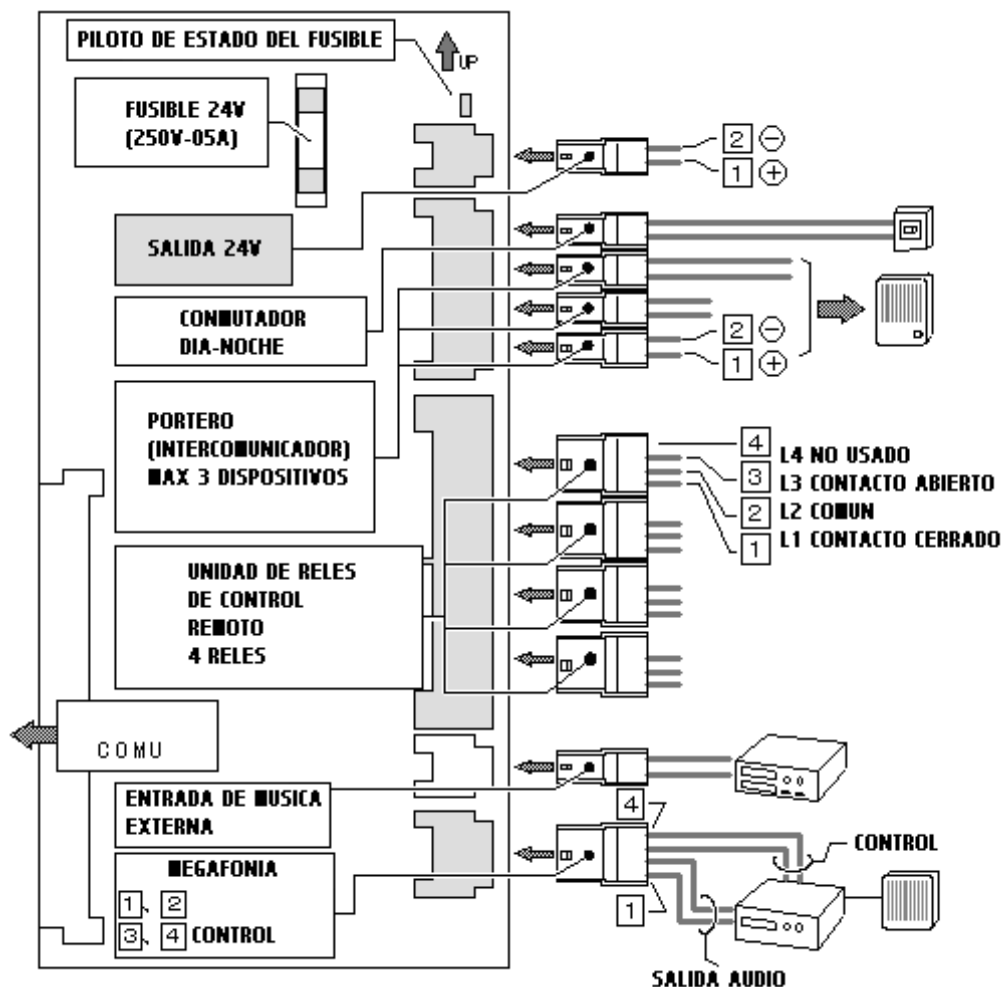 PILOTO DE ESTADO DEL FUSIBLE
UP
FUSIBLE 24V
(250V-05A)
2 ⊖
1 ⊕
SALIDA 24V
CONMUTADOR
DIA-NOCHE
2 ⊖
1 ⊕
PORTERO
(INTERCOMUNICADOR)
MAX 3 DISPOSITIVOS
4 L4 NO USADO
3 L3 CONTACTO ABIERTO
2 L2 COMUN
1 L1 CONTACTO CERRADO
UNIDAD DE RELES
DE CONTROL
REMOTO
4 RELES
COMU
ENTRADA DE MUSICA
EXTERNA
4
CONTROL
MEGAFONIA
1, 2
3, 4 CONTROL
1
SALIDA AUDIO